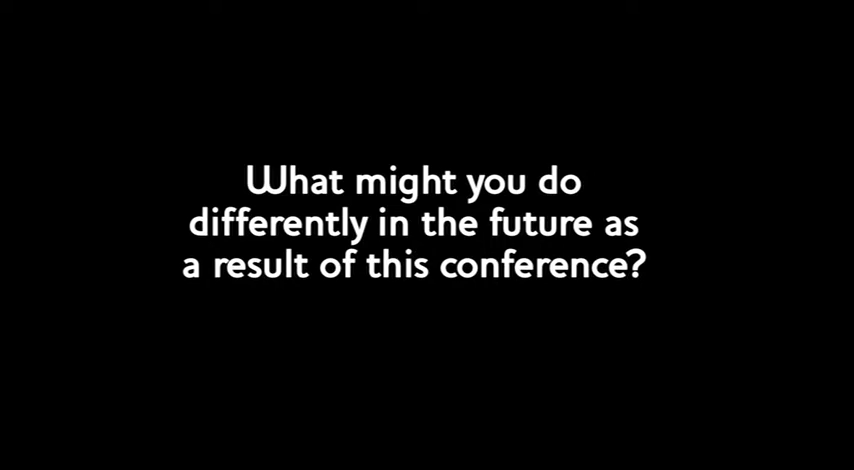 What might you do
differently in the future as
a result of this conference?